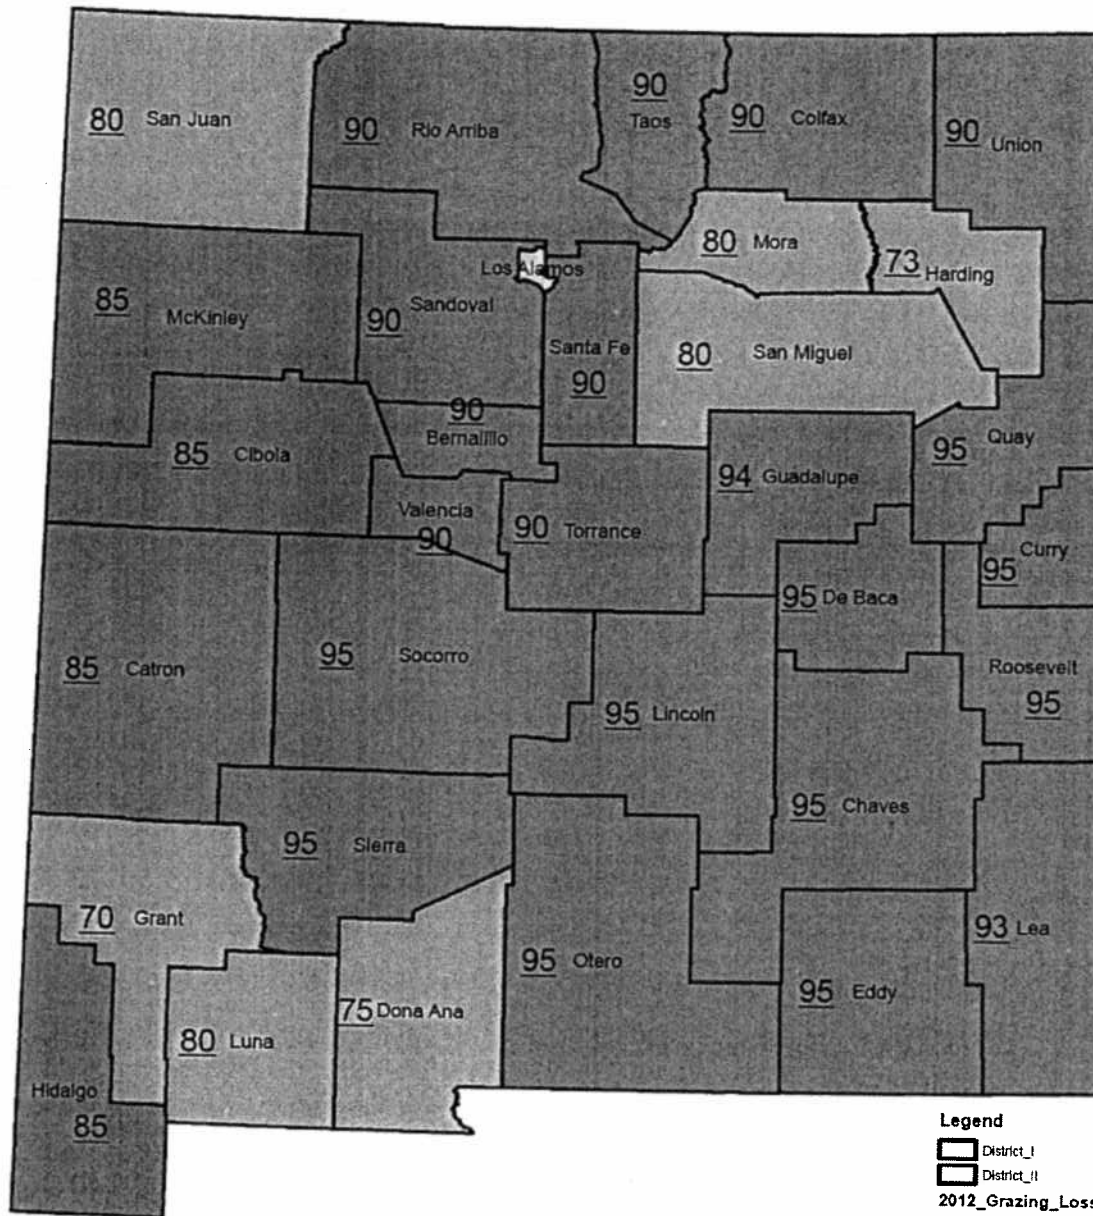 80 San Juan
90 Rio Arriba
90
Taos
90 Colfax
90 Union
80 Mora
73 Harding
Los Alamos
85
McKinley
90 Sandoval
Santa Fe
90
80 San Miguel
90
Bernalillo
85 Cibola
94 Guadalupe
95 Quay
Valencia
90
90 Torrance
95 Curry
95 De Baca
85 Catron
95 Socorro
Roosevelt
95
95 Lincoln
95 Chaves
95 Sierra
70 Grant
93 Lea
95 Otero
95 Eddy
75 Dona Ana
80 Luna
Hidalgo
85
Legend
District_I
District_II
2012_Grazing_Loss